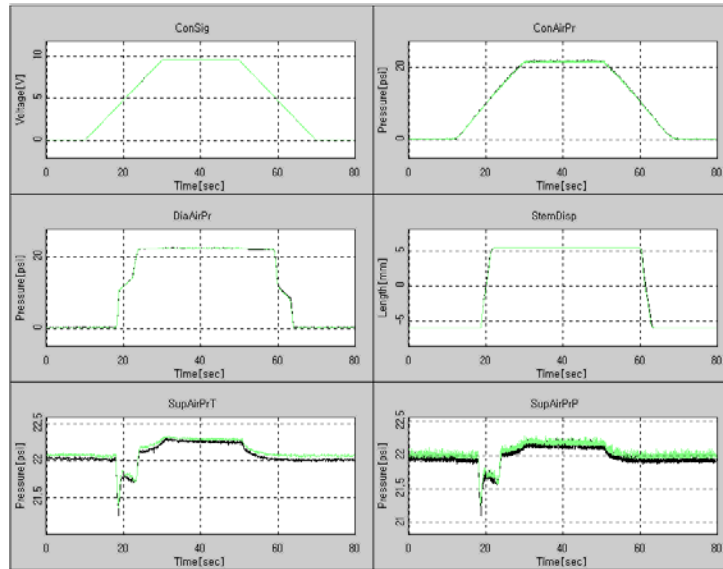 ConSig
Voltage[V]
10
5
0
0 20 40 60 80
Time[sec]
ConAirPr
Pressure[psi]
20
0
0 20 40 60 80
Time[sec]
DiaAirPr
Pressure[psi]
20
0
0 20 40 60 80
Time[sec]
StemDisp
Length[mm]
5
0
-5
0 20 40 60 80
Time[sec]
SupAirPrT
Pressure[psi]
22.5
22
21.5
0 20 40 60 80
Time[sec]
SupAirPrP
Pressure[psi]
22.5
22
21.5
21
0 20 40 60 80
Time[sec]